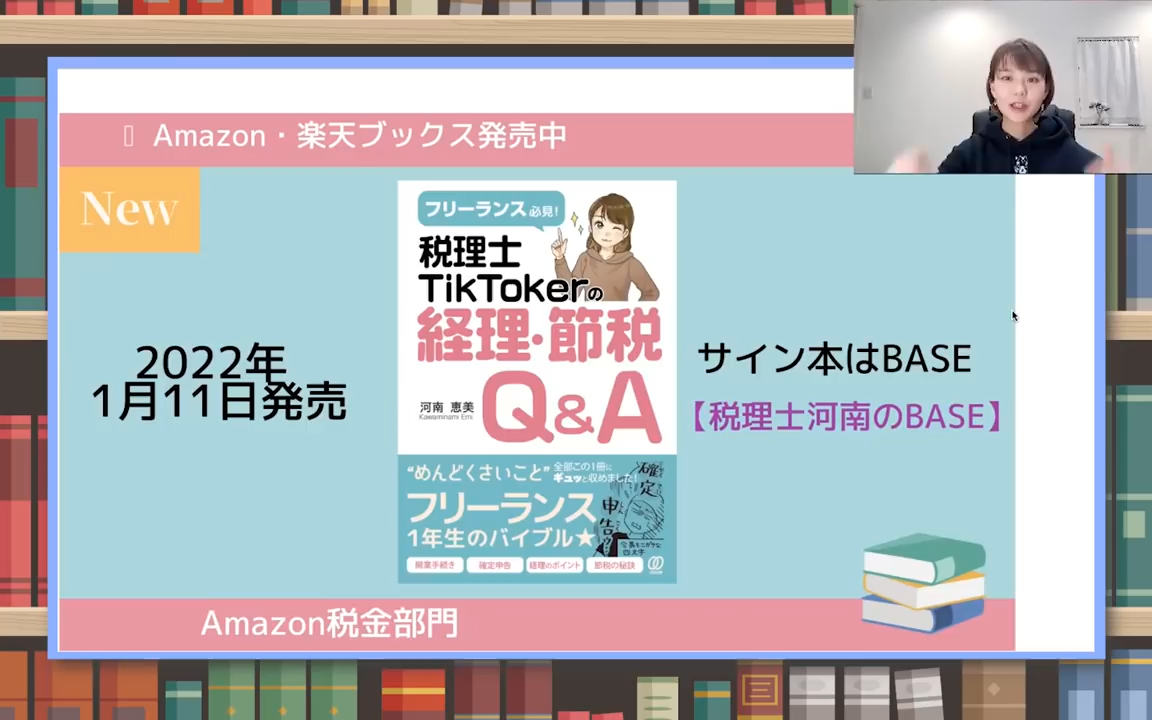 Amazon・楽天ブックス発売中
New
2022年
1月11日発売
フリーランス必見!
税理士
TikTokerの
経理・節税
Q&A
河南 恵美
Kawaminami Emi
“めんどくさいこと”
全部この1冊に
ギュッと収めました!
フリーランス
1年生のバイブル★
確定申告
開業手続き
確定申告
経理のポイント
節税の秘訣
サイン本はBASE
【税理士河南のBASE】
Amazon税金部門